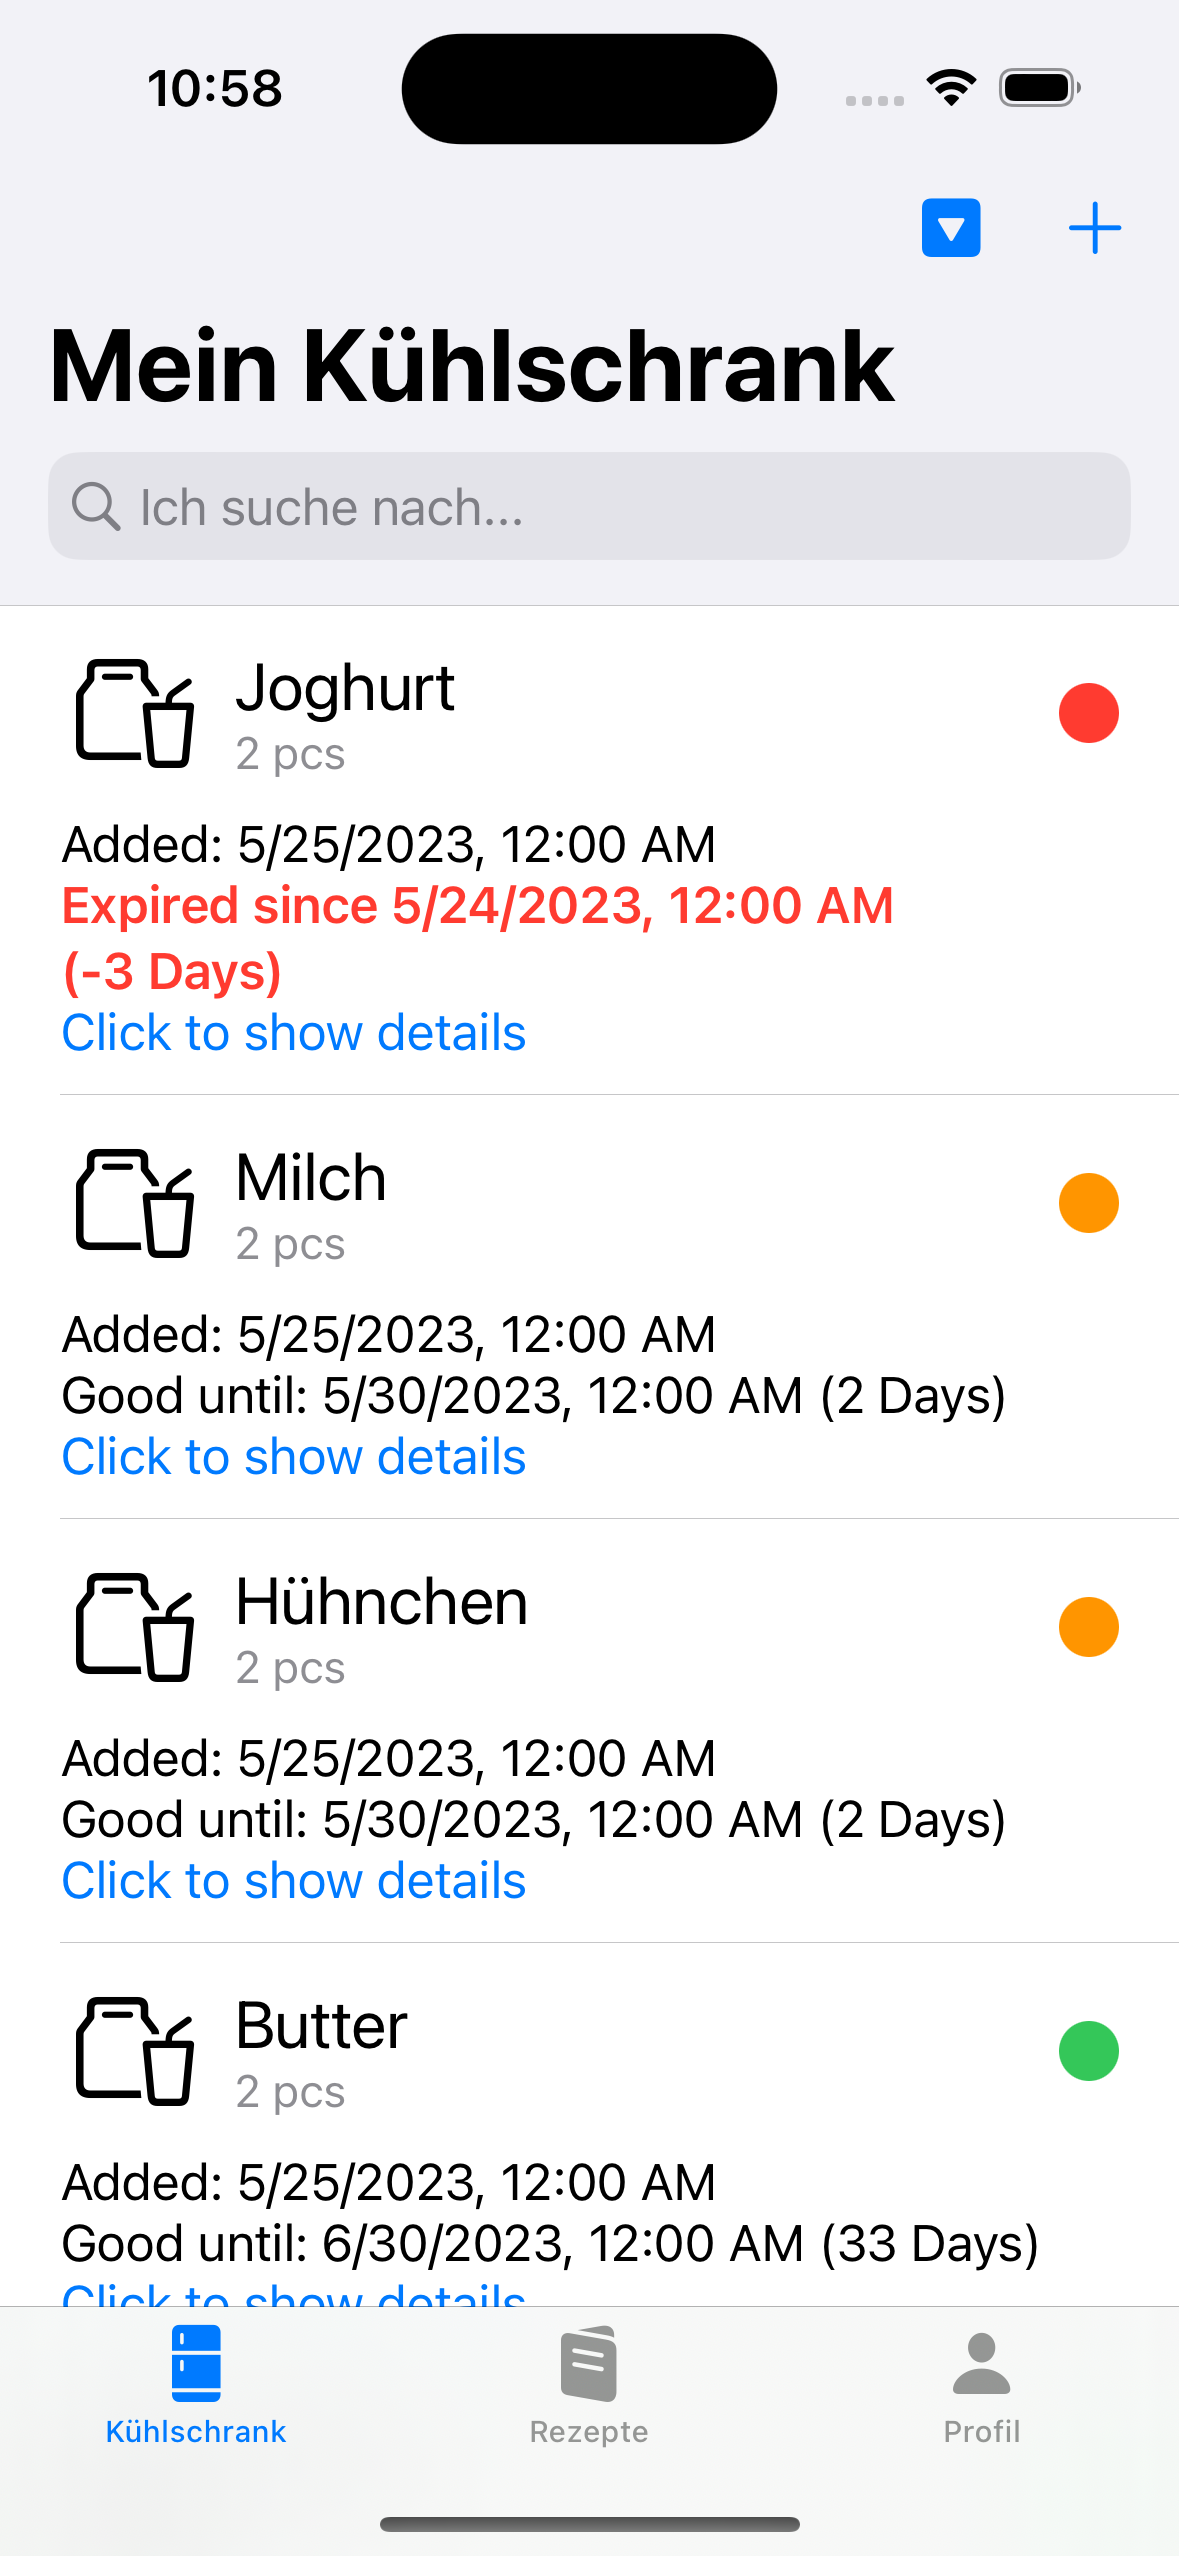 10:58
Mein Kühlschrank
Ich suche nach...
Joghurt
2 pcs
Added: 5/25/2023, 12:00 AM
Expired since 5/24/2023, 12:00 AM
(-3 Days)
Click to show details
Milch
2 pcs
Added: 5/25/2023, 12:00 AM
Good until: 5/30/2023, 12:00 AM (2 Days)
Click to show details
Hühnchen
2 pcs
Added: 5/25/2023, 12:00 AM
Good until: 5/30/2023, 12:00 AM (2 Days)
Click to show details
Butter
2 pcs
Added: 5/25/2023, 12:00 AM
Good until: 6/30/2023, 12:00 AM (33 Days)
Click to show details
Kühlschrank
Rezepte
Profil